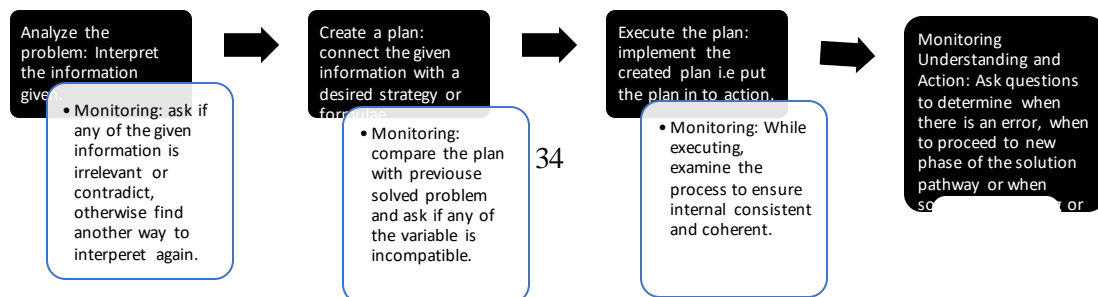 Analyze the
problem: Interpret
the information
given.
• Monitoring: ask if
any of the given
information is
irrelevant or
contradict,
otherwise find
another way to
interperet again.
Create a plan:
connect the given
information with a
desired strategy or
formulae
• Monitoring:
compare the plan
with previouse
solved problem
and ask if any of
the variable is
incompatible.
34
Execute the plan:
implement the
created plan i.e put
the plan in to action.
• Monitoring: While
executing,
examine the
process to ensure
internal consistent
and coherent.
Monitoring
Understanding and
Action: Ask questions
to determine when
there is an error, when
to proceed to new
phase of the solution
pathway or when
or